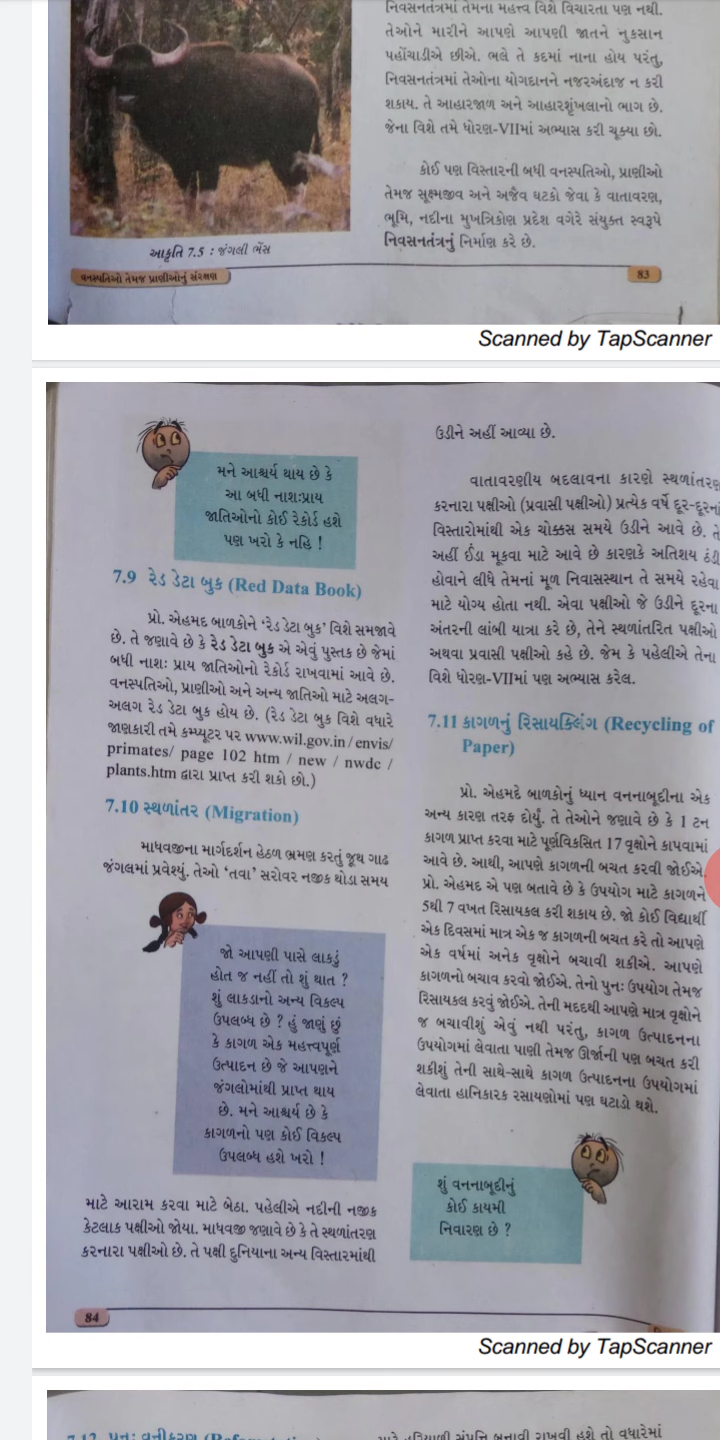 નિવસનતંત્રમાં તેમના મહત્ત્વ વિશે વિચારતા પણ નથી.
તેઓને મારીને આપણે આપણી જાતને નુકસાન
પહોંચાડીએ છીએ. ભલે તે કદમાં નાના હોય પરંતુ,
નિવસનતંત્રમાં તેઓના યોગદાનને નજરઅંદાજ ન કરી
શકાય. તે આહારજાળ અને આહારશૃંખલાનો ભાગ છે.
જેના વિશે તમે ધોરણ-VIIમાં અભ્યાસ કરી ચૂક્યા છો.
કોઈ પણ વિસ્તારની બધી વનસ્પતિઓ, પ્રાણીઓ
તેમજ સૂક્ષ્મજીવ અને અજૈવ ઘટકો જેવા કે વાતાવરણ,
ભૂમિ, નદીના મુખત્રિકોણ પ્રદેશ વગેરે સંયુક્ત સ્વરૂપે
નિવસનતંત્રનું નિર્માણ કરે છે.
આકૃતિ 7.5 : જંગલી ભેંસ
વનસ્પતિઓ તેમજ પ્રાણીઓનું સંરક્ષણ
83
Scanned by TapScanner
મને આશ્ચર્ય થાય છે કે
આ બધી નાશઃપ્રાય
જાતિઓનો કોઈ રેકોર્ડ હશે
પણ ખરો કે નહિ !
7.9 રેડ ડેટા બુક (Red Data Book)
પ્રો. એહમદ બાળકોને ‘રેડ ડેટા બુક’ વિશે સમજાવે
છે. તે જણાવે છે કે રેડ ડેટા બુક એ એવું પુસ્તક છે જેમાં
બધી નાશઃ પ્રાય જાતિઓનો રેકોર્ડ રાખવામાં આવે છે.
વનસ્પતિઓ, પ્રાણીઓ અને અન્ય જાતિઓ માટે અલગ-
અલગ રેડ ડેટા બુક હોય છે. (રેડ ડેટા બુક વિશે વધારે
જાણકારી તમે કમ્પ્યૂટર પર www.wil.gov.in / envis/
primates/ page 102 htm / new / nwdc /
plants.htm દ્વારા પ્રાપ્ત કરી શકો છો.)
7.10 સ્થળાંતર (Migration)
માધવજીના માર્ગદર્શન હેઠળ ભ્રમણ કરતું જૂથ ગાઢ
જંગલમાં પ્રવેશ્યું. તેઓ ‘તવા’ સરોવર નજીક થોડા સમય
જો આપણી પાસે લાકડું
હોત જ નહીં તો શું થાત ?
શું લાકડાનો અન્ય વિકલ્પ
ઉપલબ્ધ છે ? હું જાણું છું
કે કાગળ એક મહત્ત્વપૂર્ણ
ઉત્પાદન છે જે આપણને
જંગલોમાંથી પ્રાપ્ત થાય
છે. મને આશ્ચર્ય છે કે
કાગળનો પણ કોઈ વિકલ્પ
ઉપલબ્ધ હશે ખરો !
માટે આરામ કરવા માટે બેઠા. પહેલીએ નદીની નજીક
કેટલાક પક્ષીઓ જોયા. માધવજી જણાવે છે કે તે સ્થળાંતરણ
કરનારા પક્ષીઓ છે. તે પક્ષી દુનિયાના અન્ય વિસ્તારમાંથી
ઉડીને અહીં આવ્યા છે.
વાતાવરણીય બદલાવના કારણે સ્થળાંતરણ
કરનારા પક્ષીઓ (પ્રવાસી પક્ષીઓ) પ્રત્યેક વર્ષે દૂર-દૂરનાં
વિસ્તારોમાંથી એક ચોક્કસ સમયે ઉડીને આવે છે. તે
અહીં ઈંડા મૂકવા માટે આવે છે કારણકે અતિશય ઠંડી
હોવાને લીધે તેમનાં મૂળ નિવાસસ્થાન તે સમયે રહેવા
માટે યોગ્ય હોતા નથી. એવા પક્ષીઓ જે ઉડીને દૂરના
અંતરની લાંબી યાત્રા કરે છે, તેને સ્થળાંતરિત પક્ષીઓ
અથવા પ્રવાસી પક્ષીઓ કહે છે. જેમ કે પહેલીએ તેના
વિશે ધોરણ-VIIમાં પણ અભ્યાસ કરેલ.
7.11 કાગળનું રિસાયક્લિંગ (Recycling of
Paper)
પ્રો. એહમદે બાળકોનું ધ્યાન વનનાબૂદીના એક
અન્ય કારણ તરફ દોર્યું. તે તેઓને જણાવે છે કે 1 ટન
કાગળ પ્રાપ્ત કરવા માટે પૂર્ણવિકસિત 17 વૃક્ષોને કાપવામાં
આવે છે. આથી, આપણે કાગળની બચત કરવી જોઈએ.
પ્રો. એહમદ એ પણ બતાવે છે કે ઉપયોગ માટે કાગળને
5થી 7 વખત રિસાયકલ કરી શકાય છે. જો કોઈ વિદ્યાર્થી
એક દિવસમાં માત્ર એક જ કાગળની બચત કરે તો આપણે
એક વર્ષમાં અનેક વૃક્ષોને બચાવી શકીએ. આપણે
કાગળનો બચાવ કરવો જોઈએ. તેનો પુનઃ ઉપયોગ તેમજ
રિસાયકલ કરવું જોઈએ. તેની મદદથી આપણે માત્ર વૃક્ષોને
જ બચાવીશું એવું નથી પરંતુ, કાગળ ઉત્પાદનના
ઉપયોગમાં લેવાતા પાણી તેમજ ઊર્જાની પણ બચત કરી
શકીશું તેની સાથે-સાથે કાગળ ઉત્પાદનના ઉપયોગમાં
લેવાતા હાનિકારક રસાયણોમાં પણ ઘટાડો થશે.
શું વનનાબૂદીનું
કોઈ કાયમી
નિવારણ છે ?
84
Scanned by TapScanner